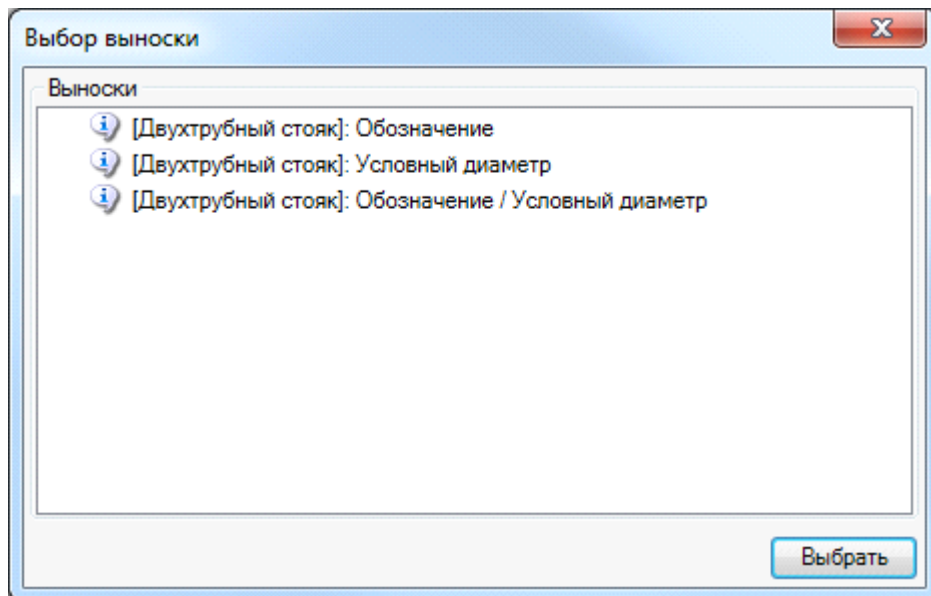 Выбор выноски
Выноски
[Двухтрубный стояк]: Обозначение
[Двухтрубный стояк]: Условный диаметр
[Двухтрубный стояк]: Обозначение / Условный диаметр
Выбрать